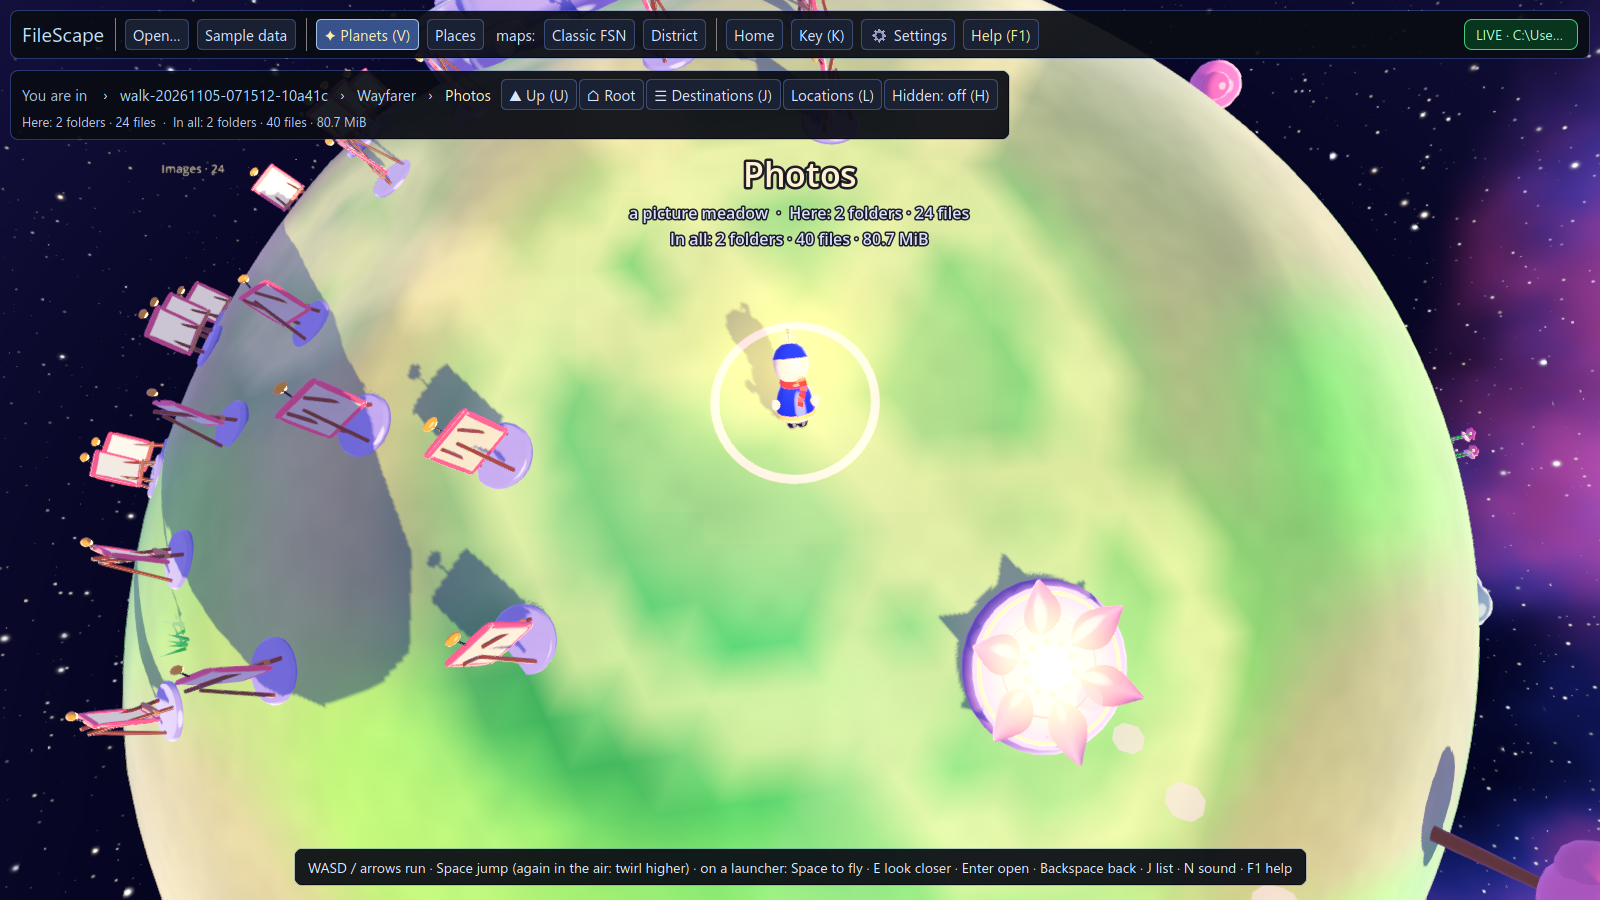 FileScape Open... Sample data ✦ Planets (V) Places maps: Classic FSN District Home Key (K) Settings Help (F1) LIVE · C:\Use...
You are in › walk-20261105-071512-10a41c › Wayfarer › Photos ▲ Up (U) Root ☰ Destinations (J) Locations (L) Hidden: off (H)
Here: 2 folders · 24 files · In all: 2 folders · 40 files · 80.7 MiB
Images · 24
Photos
a picture meadow · Here: 2 folders · 24 files
In all: 2 folders · 40 files · 80.7 MiB
WASD / arrows run · Space jump (again in the air: twirl higher) · on a launcher: Space to fly · E look closer · Enter open · Backspace back · J list · N sound · F1 help